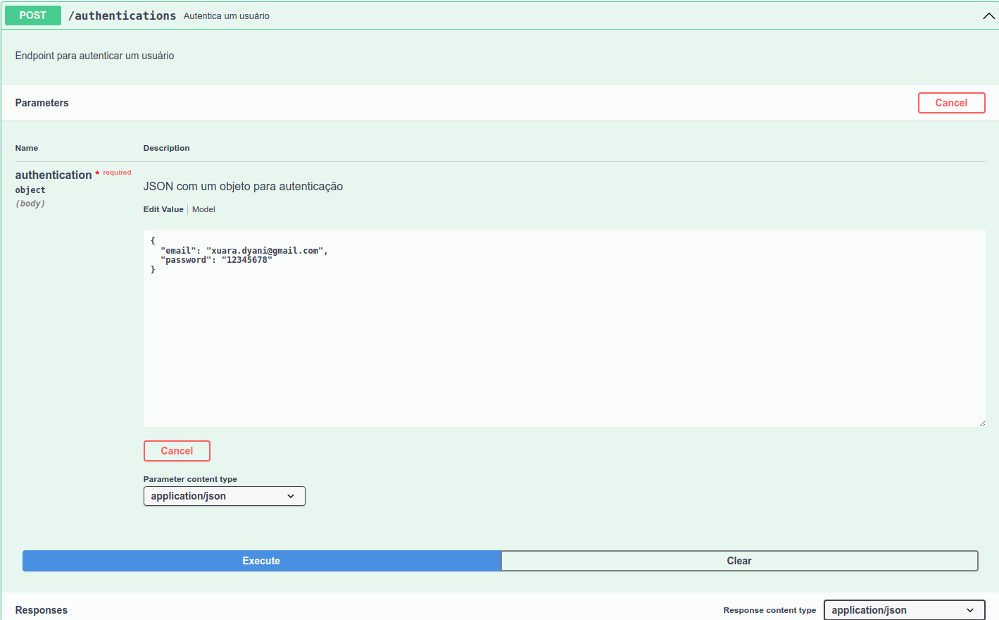 POST /authentications Autentica um usuário
Endpoint para autenticar um usuário
Parameters Cancel
Name Description
authentication * required
object
(body)
JSON com um objeto para autenticação
Edit Value Model
{
  "email": "xuara.dyani@gmail.com",
  "password": "12345678"
}
Cancel
Parameter content type
application/json
Execute Clear
Responses Response content type application/json